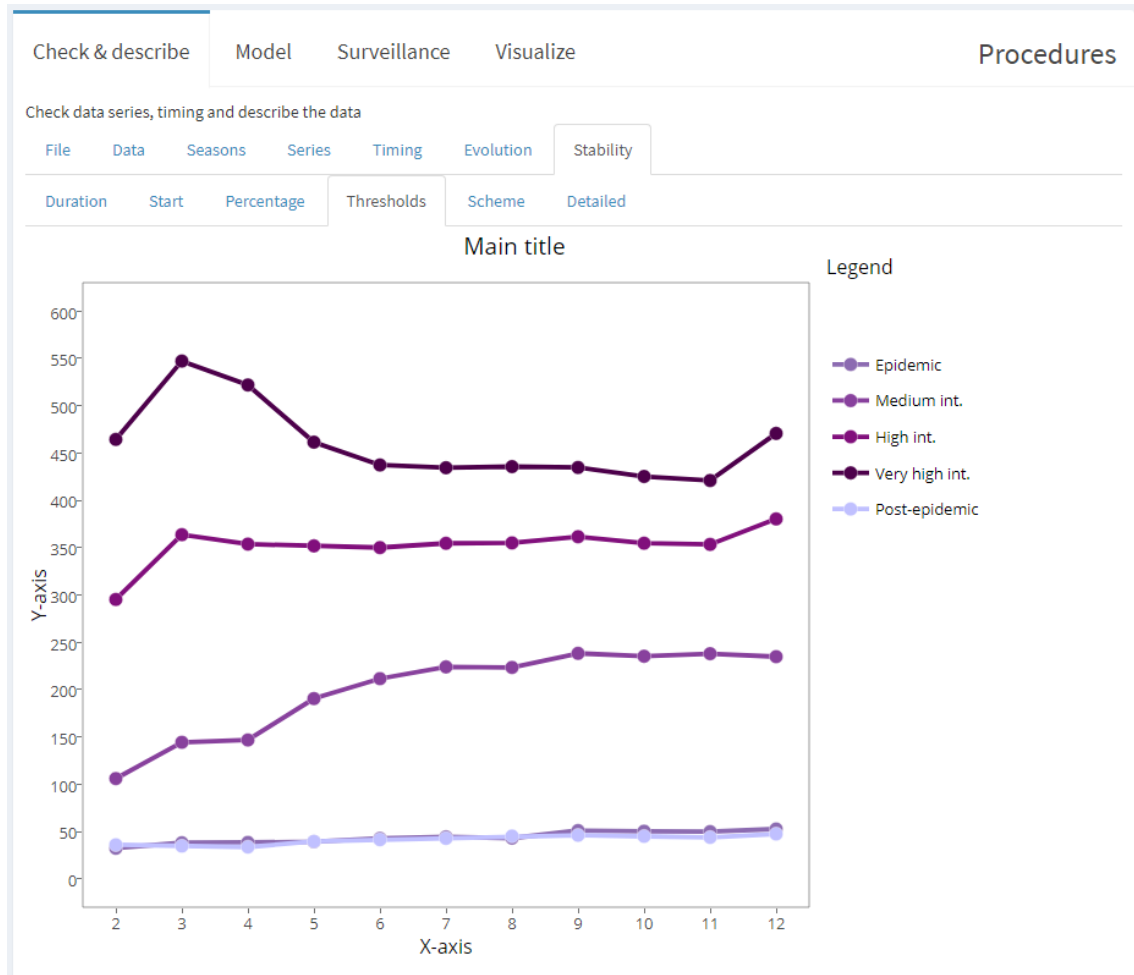 Check & describe Model Surveillance Visualize Procedures
Check data series, timing and describe the data
File Data Seasons Series Timing Evolution Stability
Duration Start Percentage Thresholds Scheme Detailed
Main title
Legend
Epidemic
Medium int.
High int.
Very high int.
Post-epidemic
Y-axis
600
550
500
450
400
350
300
250
200
150
100
50
0
2 3 4 5 6 7 8 9 10 11 12
X-axis